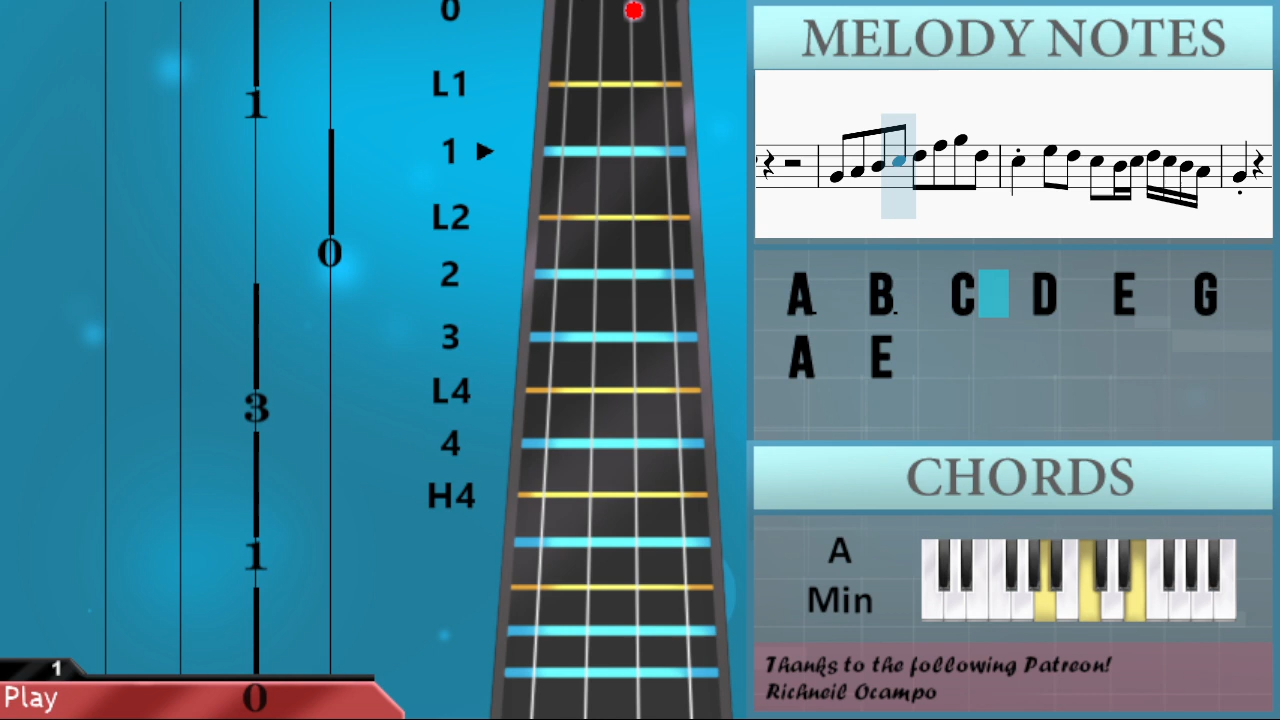 0
L1
1
1
L2
0
2
3
L4
3
4
H4
1
1
Play
0
MELODY NOTES
A B C D E G
A E
CHORDS
A
Min
Thanks to the following Patreon!
Richneil Ocampo